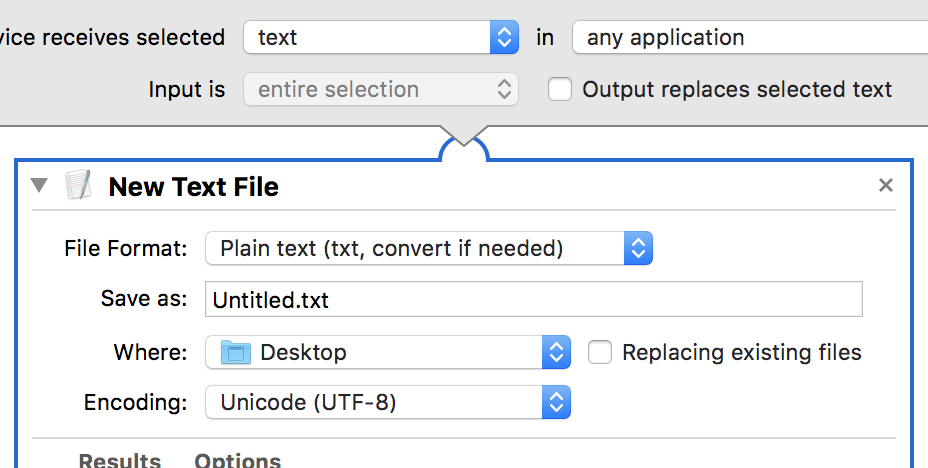 vice receives selected text in any application
Input is entire selection Output replaces selected text
New Text File
File Format: Plain text (txt, convert if needed)
Save as: Untitled.txt
Where: Desktop Replacing existing files
Encoding: Unicode (UTF-8)
Results Options